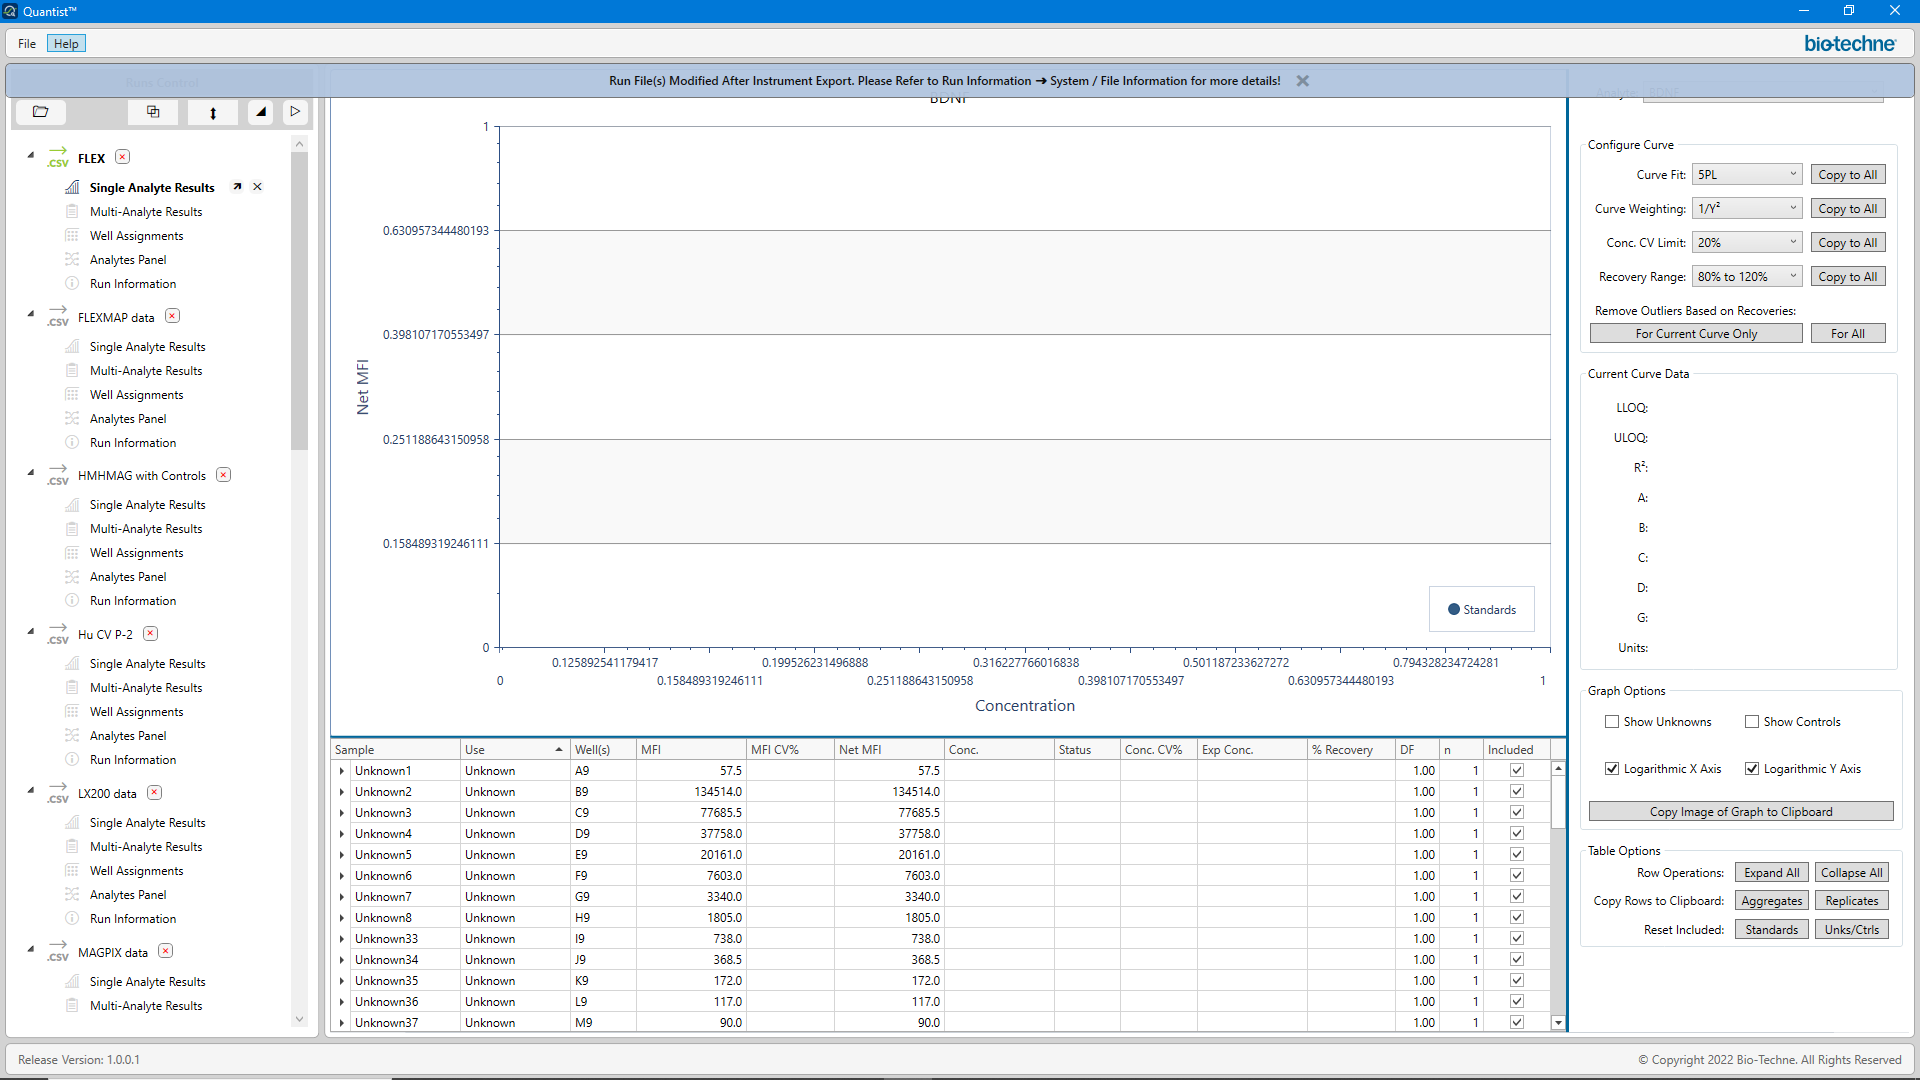 Quantist™
File Help
bio-techne
Runs Control
Run File(s) Modified After Instrument Export. Please Refer to Run Information ➔ System / File Information for more details!
BDNF
Analyte: BDNF
.CSV FLEX
Single Analyte Results
Multi-Analyte Results
Well Assignments
Analytes Panel
Run Information
.CSV FLEXMAP data
Single Analyte Results
Multi-Analyte Results
Well Assignments
Analytes Panel
Run Information
.CSV HMHMAG with Controls
Single Analyte Results
Multi-Analyte Results
Well Assignments
Analytes Panel
Run Information
.CSV Hu CV P-2
Single Analyte Results
Multi-Analyte Results
Well Assignments
Analytes Panel
Run Information
.CSV LX200 data
Single Analyte Results
Multi-Analyte Results
Well Assignments
Analytes Panel
Run Information
.CSV MAGPIX data
Single Analyte Results
Multi-Analyte Results
Net MFI
1
0.630957344480193
0.398107170553497
0.251188643150958
0.158489319246111
0
Standards
0.125892541179417 0.199526231496888 0.316227766016838 0.501187233627272 0.794328234724281
0 0.158489319246111 0.251188643150958 0.398107170553497 0.630957344480193 1
Concentration
Sample Use Well(s) MFI MFI CV% Net MFI Conc. Status Conc. CV% Exp Conc. % Recovery DF n Included
Unknown1 Unknown A9 57.5 57.5 1.00 1
Unknown2 Unknown B9 134514.0 134514.0 1.00 1
Unknown3 Unknown C9 77685.5 77685.5 1.00 1
Unknown4 Unknown D9 37758.0 37758.0 1.00 1
Unknown5 Unknown E9 20161.0 20161.0 1.00 1
Unknown6 Unknown F9 7603.0 7603.0 1.00 1
Unknown7 Unknown G9 3340.0 3340.0 1.00 1
Unknown8 Unknown H9 1805.0 1805.0 1.00 1
Unknown33 Unknown I9 738.0 738.0 1.00 1
Unknown34 Unknown J9 368.5 368.5 1.00 1
Unknown35 Unknown K9 172.0 172.0 1.00 1
Unknown36 Unknown L9 117.0 117.0 1.00 1
Unknown37 Unknown M9 90.0 90.0 1.00 1
Configure Curve
Curve Fit: 5PL Copy to All
Curve Weighting: 1/Y² Copy to All
Conc. CV Limit: 20% Copy to All
Recovery Range: 80% to 120% Copy to All
Remove Outliers Based on Recoveries:
For Current Curve Only For All
Current Curve Data
LLOQ:
ULOQ:
R²:
A:
B:
C:
D:
G:
Units:
Graph Options
Show Unknowns Show Controls
Logarithmic X Axis Logarithmic Y Axis
Copy Image of Graph to Clipboard
Table Options
Row Operations: Expand All Collapse All
Copy Rows to Clipboard: Aggregates Replicates
Reset Included: Standards Unks/Ctrls
Release Version: 1.0.0.1
© Copyright 2022 Bio-Techne. All Rights Reserved